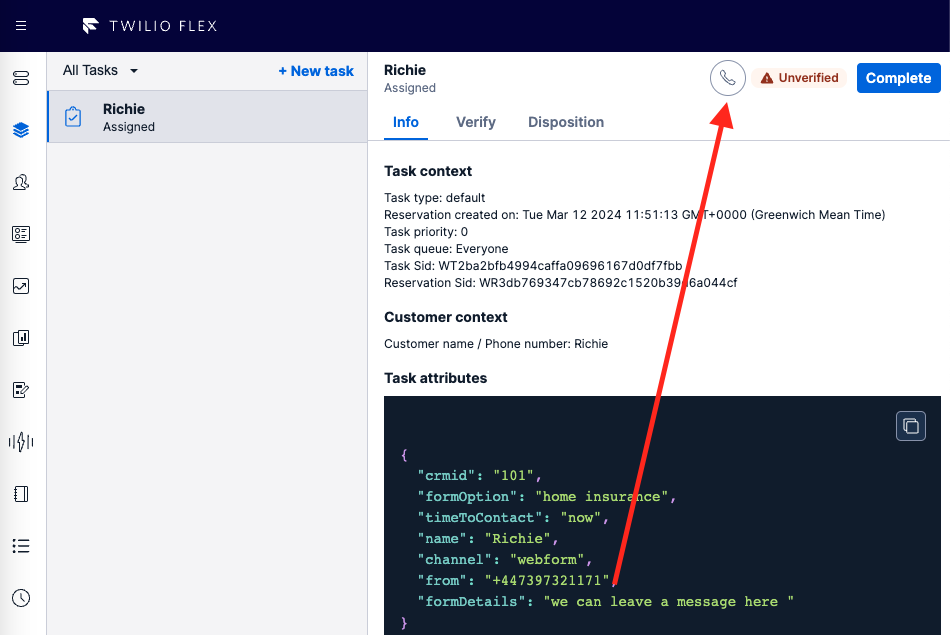 TWILIO FLEX
All Tasks
+ New task
Richie
Assigned
Richie
Assigned
Unverified
Complete
Info
Verify
Disposition
Task context
Task type: default
Reservation created on: Tue Mar 12 2024 11:51:13 GMT+0000 (Greenwich Mean Time)
Task priority: 0
Task queue: Everyone
Task Sid: WT2ba2bfb4994caffa09696167d0df7fbb
Reservation Sid: WR3db769347cb78692c1520b39d6a044cf
Customer context
Customer name / Phone number: Richie
Task attributes
{
"crmid": "101",
"formOption": "home insurance",
"timeToContact": "now",
"name": "Richie",
"channel": "webform",
"from": "+447397321171",
"formDetails": "we can leave a message here "
}